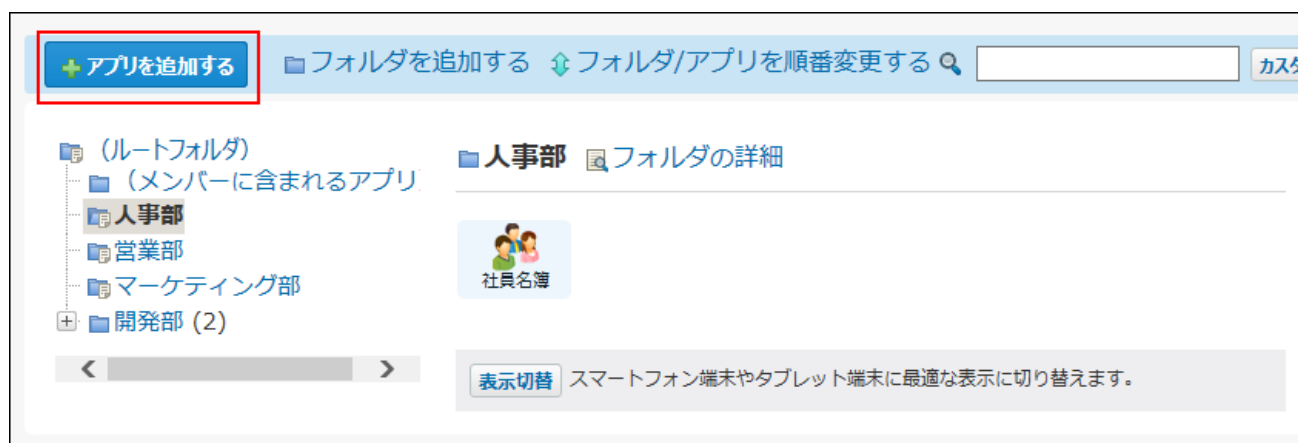 アプリを追加する フォルダを追加する フォルダ/アプリを順番変更する カスタ
(ルートフォルダ)
(メンバーに含まれるアプリ)
人事部
営業部
マーケティング部
開発部 (2)
人事部 フォルダの詳細
社員名簿
表示切替 スマートフォン端末やタブレット端末に最適な表示に切り替えます。